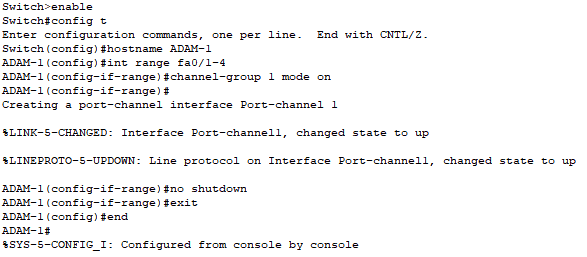 Switch>enable
Switch#config t
Enter configuration commands, one per line.  End with CNTL/Z.
Switch(config)#hostname ADAM-1
ADAM-1(config)#int range fa0/1-4
ADAM-1(config-if-range)#channel-group 1 mode on
ADAM-1(config-if-range)#
Creating a port-channel interface Port-channel 1
%LINK-5-CHANGED: Interface Port-channel1, changed state to up
%LINEPROTO-5-UPDOWN: Line protocol on Interface Port-channel1, changed state to up
ADAM-1(config-if-range)#no shutdown
ADAM-1(config-if-range)#exit
ADAM-1(config)#end
ADAM-1#
%SYS-5-CONFIG_I: Configured from console by console